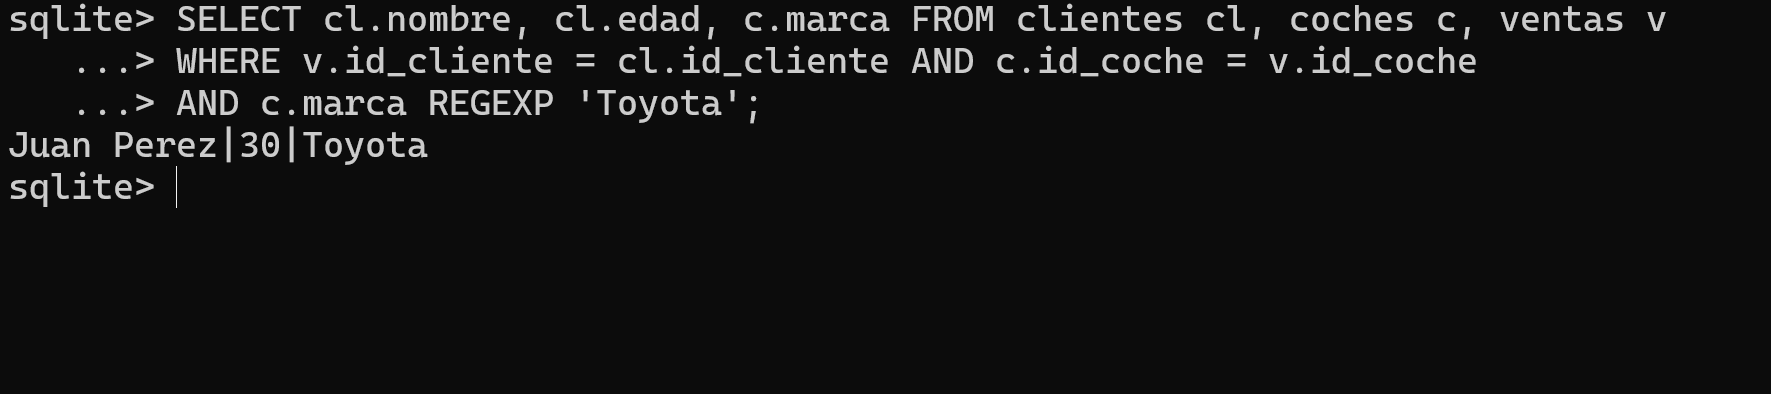 sqlite> SELECT cl.nombre, cl.edad, c.marca FROM clientes cl, coches c, ventas v
   ...> WHERE v.id_cliente = cl.id_cliente AND c.id_coche = v.id_coche
   ...> AND c.marca REGEXP 'Toyota';
Juan Perez|30|Toyota
sqlite>